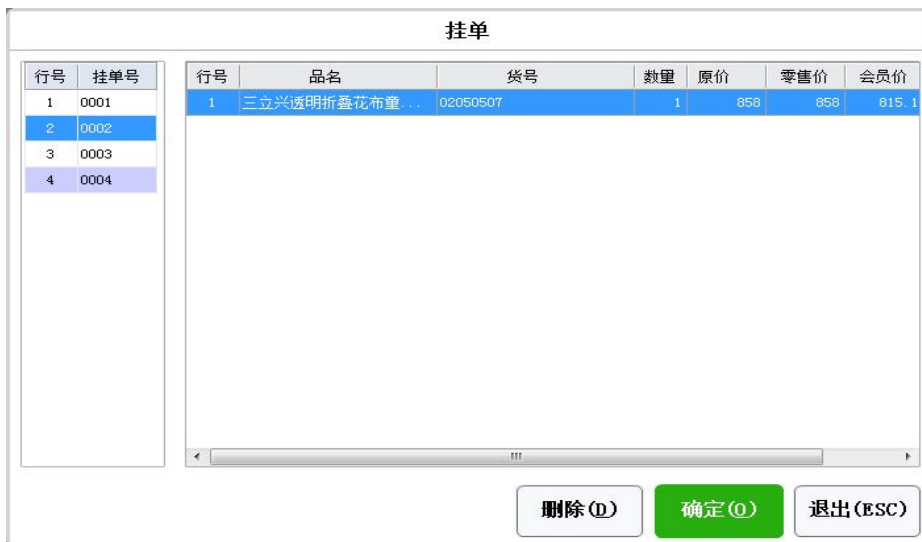 挂单
行号 挂单号
1 0001
2 0002
3 0003
4 0004
行号 品名 货号 数量 原价 零售价 会员价
1 三立兴透明折叠花布童... 02050507 1 858 858 815.1
删除(D) 确定(O) 退出(ESC)